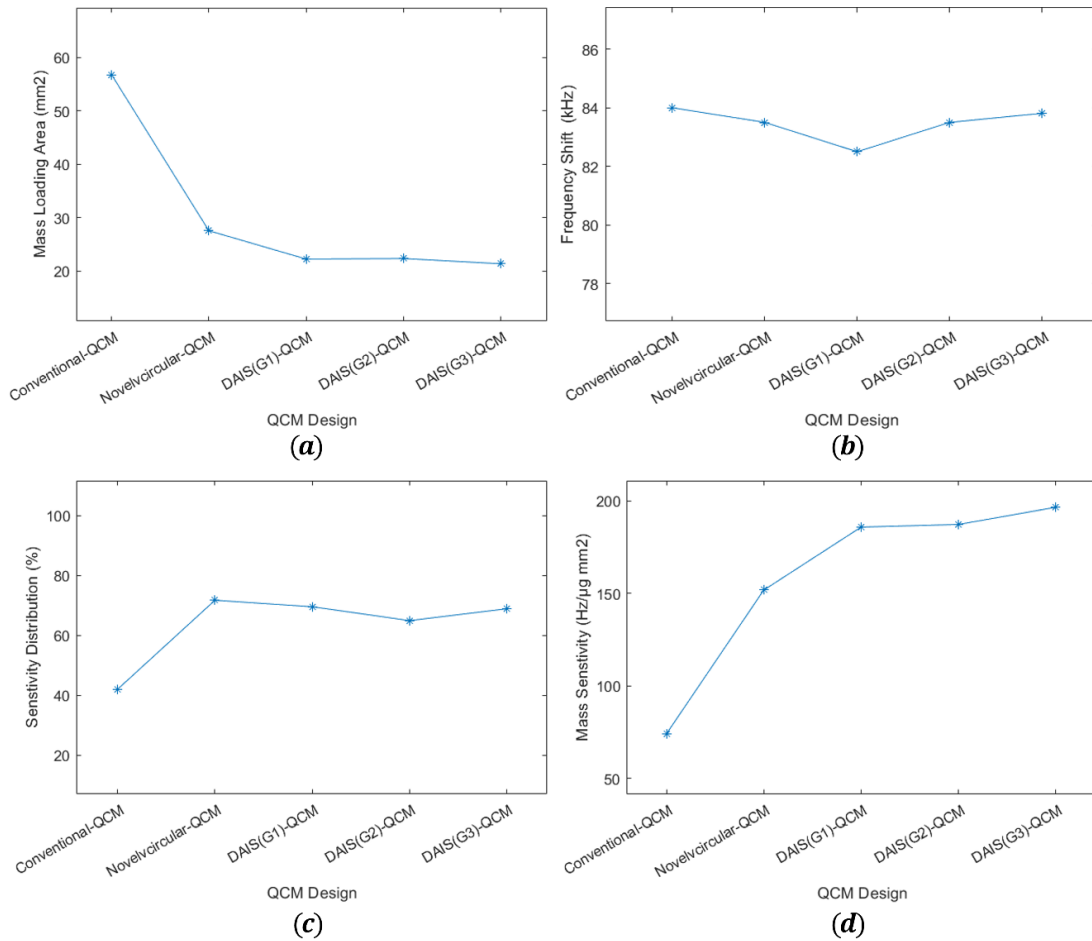 Mass Loading Area (mm2)
60
50
40
30
20
Conventional-QCM
Novelvcircular-QCM
DAIS(G1)-QCM
DAIS(G2)-QCM
DAIS(G3)-QCM
QCM Design
(a)
Frequency Shift (kHz)
86
84
82
80
78
Conventional-QCM
Novelvcircular-QCM
DAIS(G1)-QCM
DAIS(G2)-QCM
DAIS(G3)-QCM
QCM Design
(b)
Senstivity Distribution (%)
100
80
60
40
20
Conventional-QCM
Novelvcircular-QCM
DAIS(G1)-QCM
DAIS(G2)-QCM
DAIS(G3)-QCM
QCM Design
(c)
Mass Senstivity (Hz/µg mm2)
200
150
100
50
Conventional-QCM
Novelvcircular-QCM
DAIS(G1)-QCM
DAIS(G2)-QCM
DAIS(G3)-QCM
QCM Design
(d)